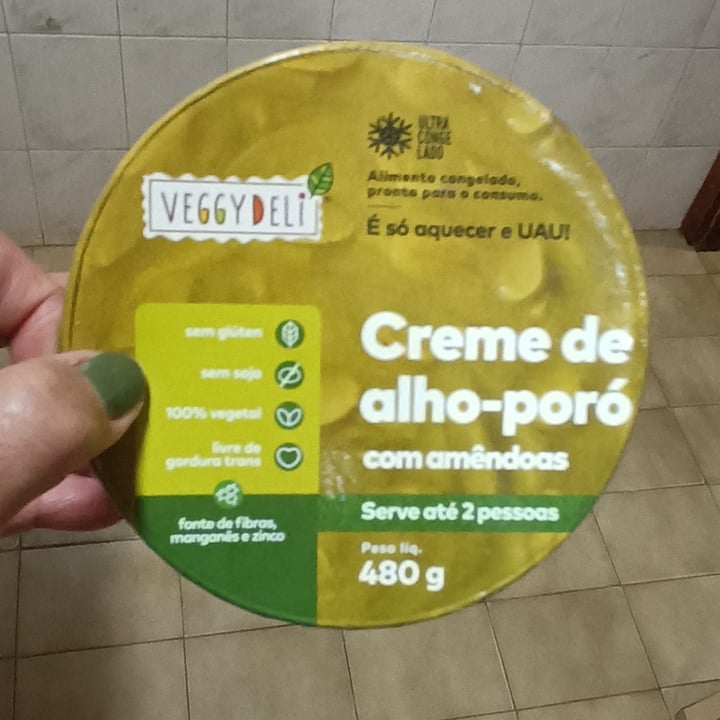 ULTRA
CONGE
LADO
Alimento congelado,
pronto para o consumo.
VEGGYDELI
É só aquecer e UAU!
sem glúten
sem soja
100% vegetal
livre de
gordura trans
fonte de fibras,
manganês e zinco
Creme de
alho-poró
com amêndoas
Serve até 2 pessoas
Peso líq.
480 g